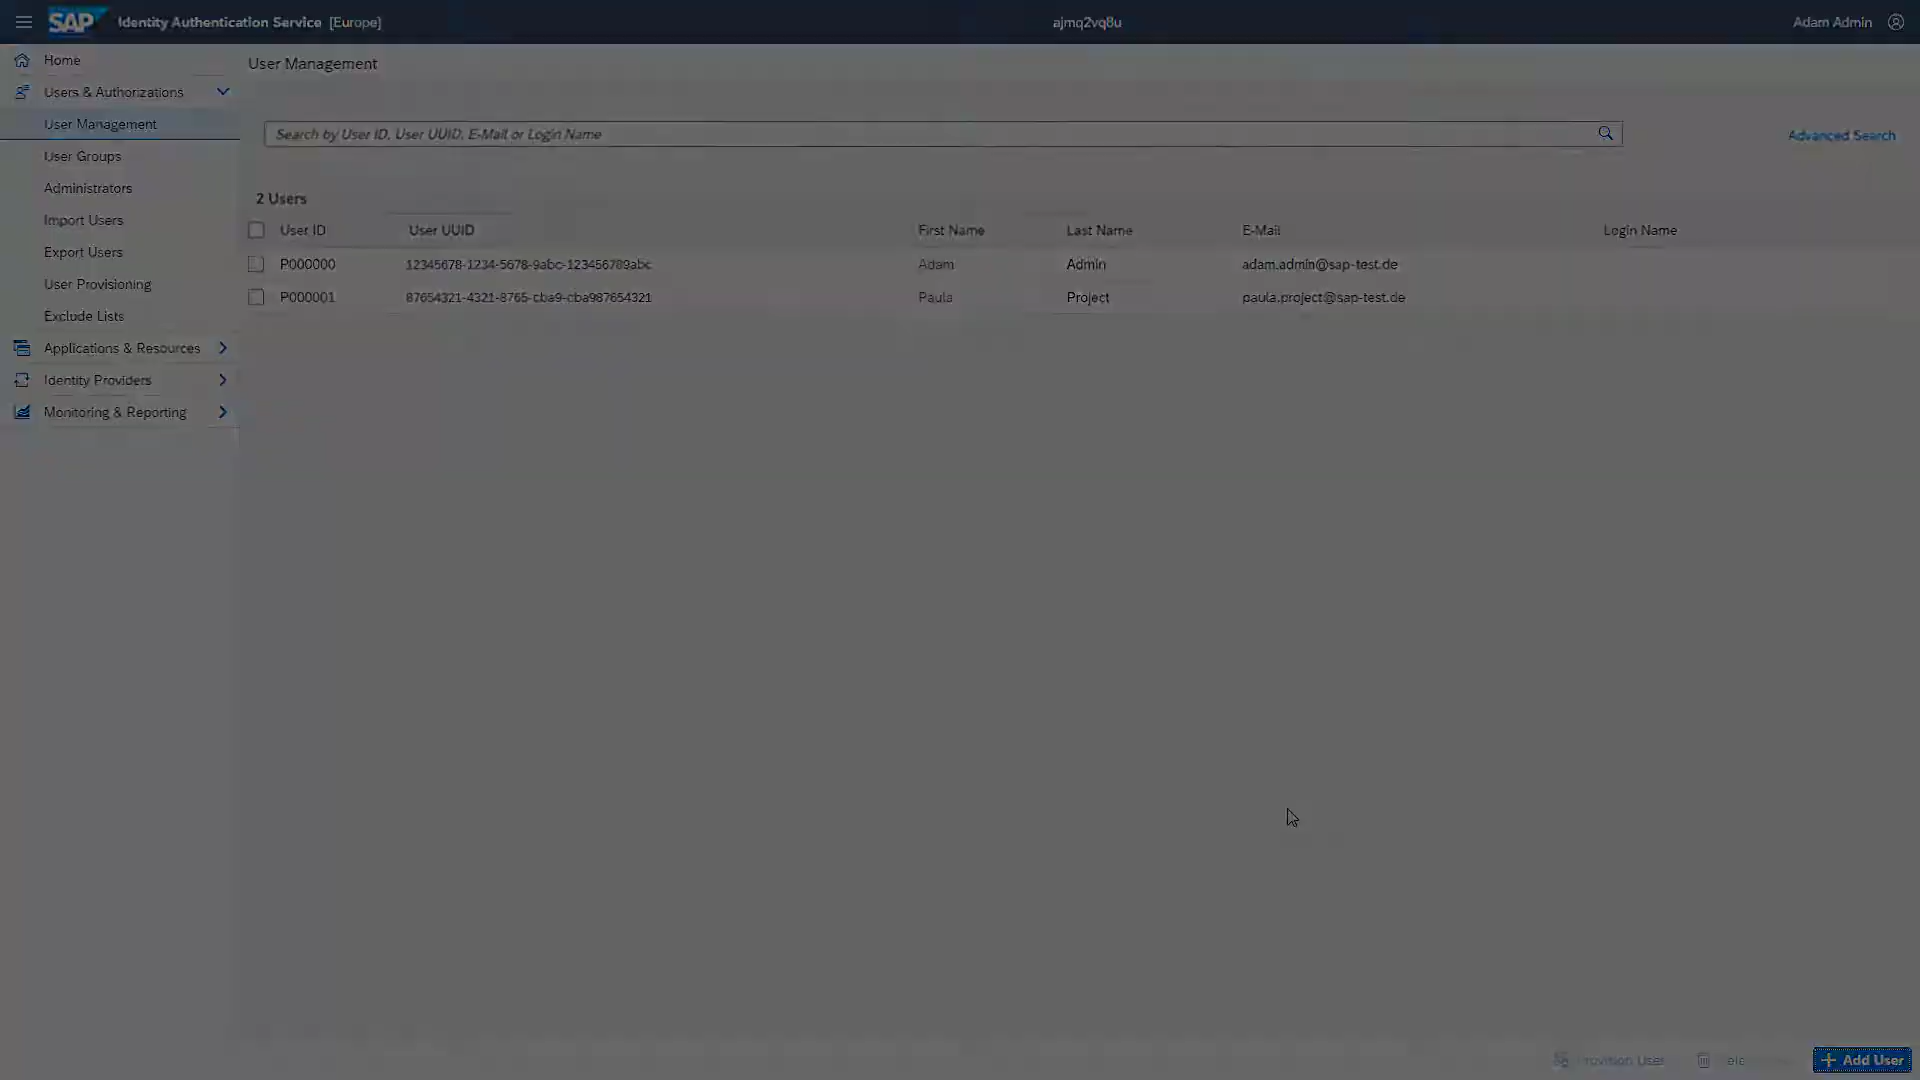 SAP Identity Authentication Service [Europe] ajmq2vq8u Adam Admin
Home
Users & Authorizations
User Management
User Groups
Administrators
Import Users
Export Users
User Provisioning
Exclude Lists
Applications & Resources
Identity Providers
Monitoring & Reporting
User Management
Search by User ID, User UUID, E-Mail or Login Name
Advanced Search
2 Users
User ID User UUID First Name Last Name E-Mail Login Name
P000000 12345678-1234-5678-9abc-123456789abc Adam Admin adam.admin@sap-test.de
P000001 87654321-4321-8765-cba9-cba987654321 Paula Project paula.project@sap-test.de
User Add User